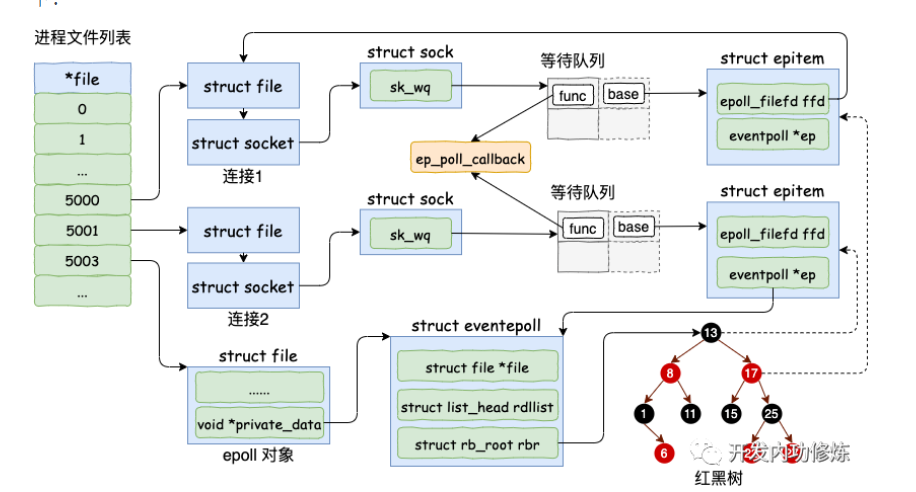 进程文件列表
*file
0
1
...
5000
5001
5003
...
struct file
struct socket
连接1
struct sock
sk_wq
等待队列
func
base
struct epitem
epoll_filefd ffd
eventpoll *ep
ep_poll_callback
struct file
struct socket
连接2
struct sock
sk_wq
等待队列
func
base
struct epitem
epoll_filefd ffd
eventpoll *ep
struct file
......
void *private_data
epoll 对象
struct eventepoll
struct file *file
struct list_head rdllist
struct rb_root rbr
13
8
17
1
11
15
25
6
开发内功修炼
红黑树